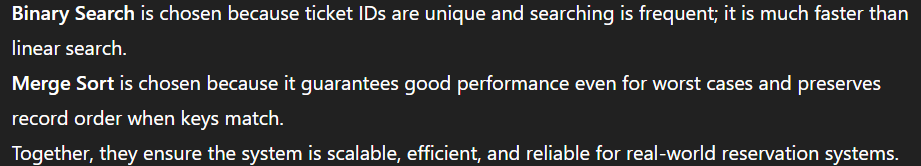 Binary Search is chosen because ticket IDs are unique and searching is frequent; it is much faster than
linear search.
Merge Sort is chosen because it guarantees good performance even for worst cases and preserves
record order when keys match.
Together, they ensure the system is scalable, efficient, and reliable for real-world reservation systems.